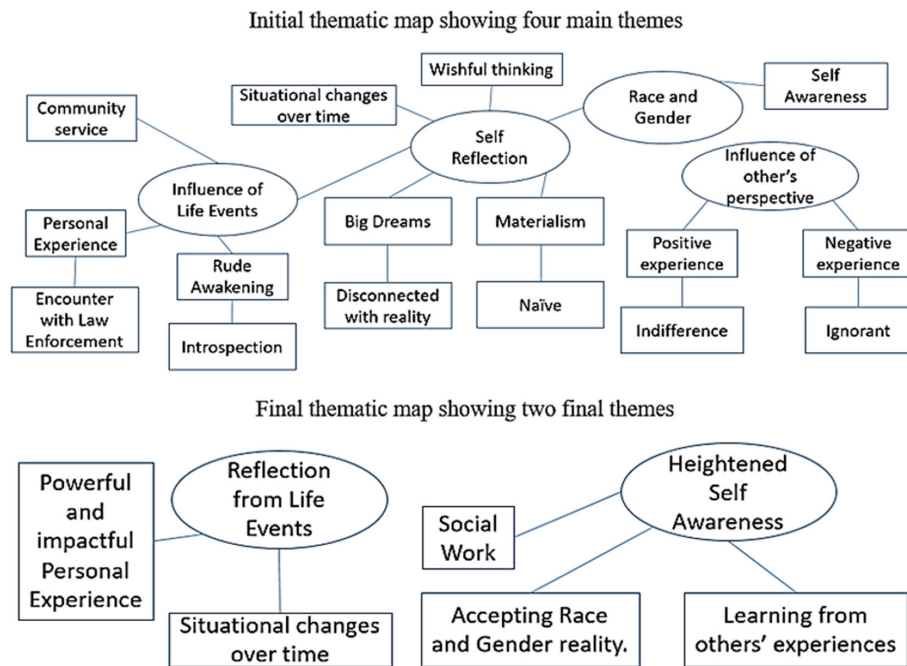 Initial thematic map showing four main themes
Wishful thinking
Situational changes
over time
Community
service
Self
Reflection
Race and
Gender
Self
Awareness
Influence of
Life Events
Influence of
other's
perspective
Personal
Experience
Rude
Awakening
Big Dreams
Materialism
Positive
experience
Negative
experience
Encounter
with Law
Enforcement
Introspection
Disconnected
with reality
Naïve
Indifference
Ignorant
Final thematic map showing two final themes
Powerful
and
impactful
Personal
Experience
Reflection
from Life
Events
Situational changes
over time
Heightened
Self
Awareness
Social
Work
Accepting Race
and Gender reality.
Learning from
others' experiences